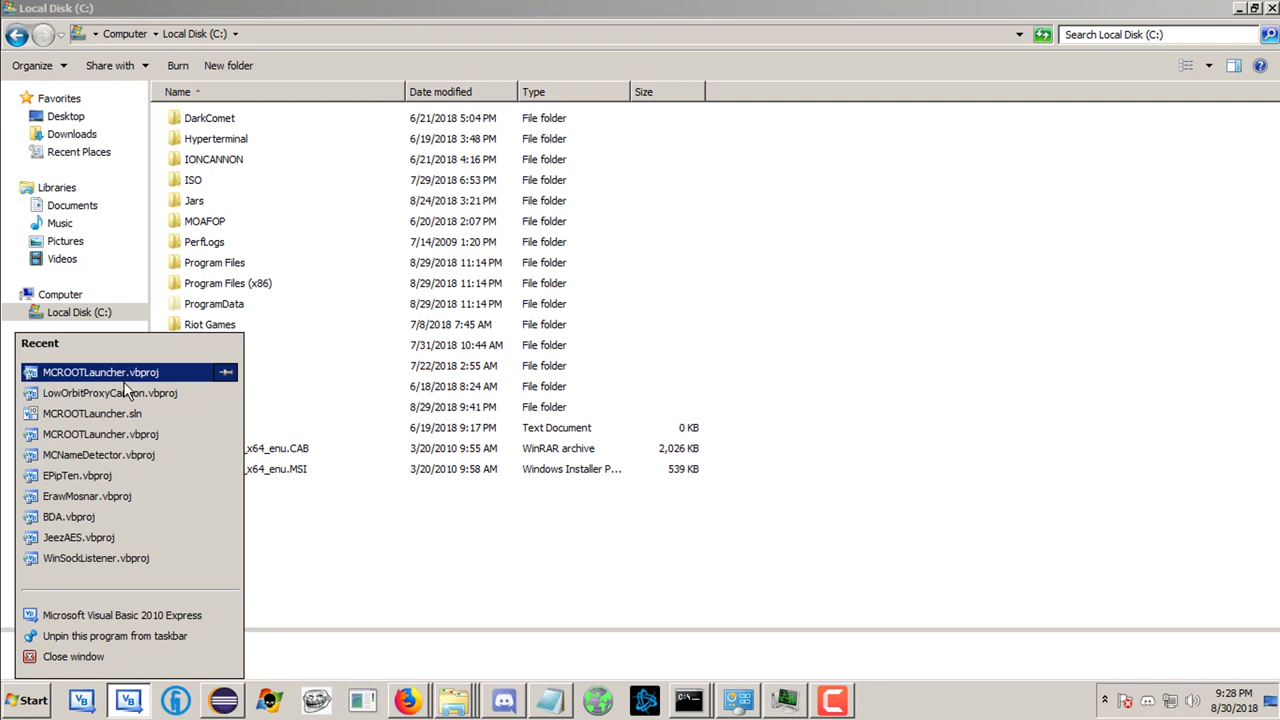 Local Disk (C:)
Computer Local Disk (C:)
Search Local Disk (C:)
Organize Share with Burn New folder
Name Date modified Type Size
Favorites
Desktop
Downloads
Recent Places
Libraries
Documents
Music
Pictures
Videos
Computer
Local Disk (C:)
DarkComet 6/21/2018 5:04 PM File folder
Hyperterminal 6/19/2018 3:48 PM File folder
IONCANNON 6/21/2018 4:16 PM File folder
ISO 7/29/2018 6:53 PM File folder
Jars 8/24/2018 3:21 PM File folder
MOAFOP 6/20/2018 2:07 PM File folder
PerfLogs 7/14/2009 1:20 PM File folder
Program Files 8/29/2018 11:14 PM File folder
Program Files (x86) 8/29/2018 11:14 PM File folder
ProgramData 8/29/2018 11:14 PM File folder
Riot Games 7/8/2018 7:45 AM File folder
7/31/2018 10:44 AM File folder
7/22/2018 2:55 AM File folder
6/18/2018 8:24 AM File folder
8/29/2018 9:41 PM File folder
6/19/2018 9:17 PM Text Document 0 KB
_x64_enu.CAB 3/20/2010 9:55 AM WinRAR archive 2,026 KB
_x64_enu.MSI 3/20/2010 9:58 AM Windows Installer P... 539 KB
Recent
MCROOTLauncher.vbproj
LowOrbitProxyCannon.vbproj
MCROOTLauncher.sln
MCROOTLauncher.vbproj
MCNameDetector.vbproj
EPipTen.vbproj
ErawMosnar.vbproj
BDA.vbproj
JeezAES.vbproj
WinSockListener.vbproj
Microsoft Visual Basic 2010 Express
Unpin this program from taskbar
Close window
Start
9:28 PM
8/30/2018